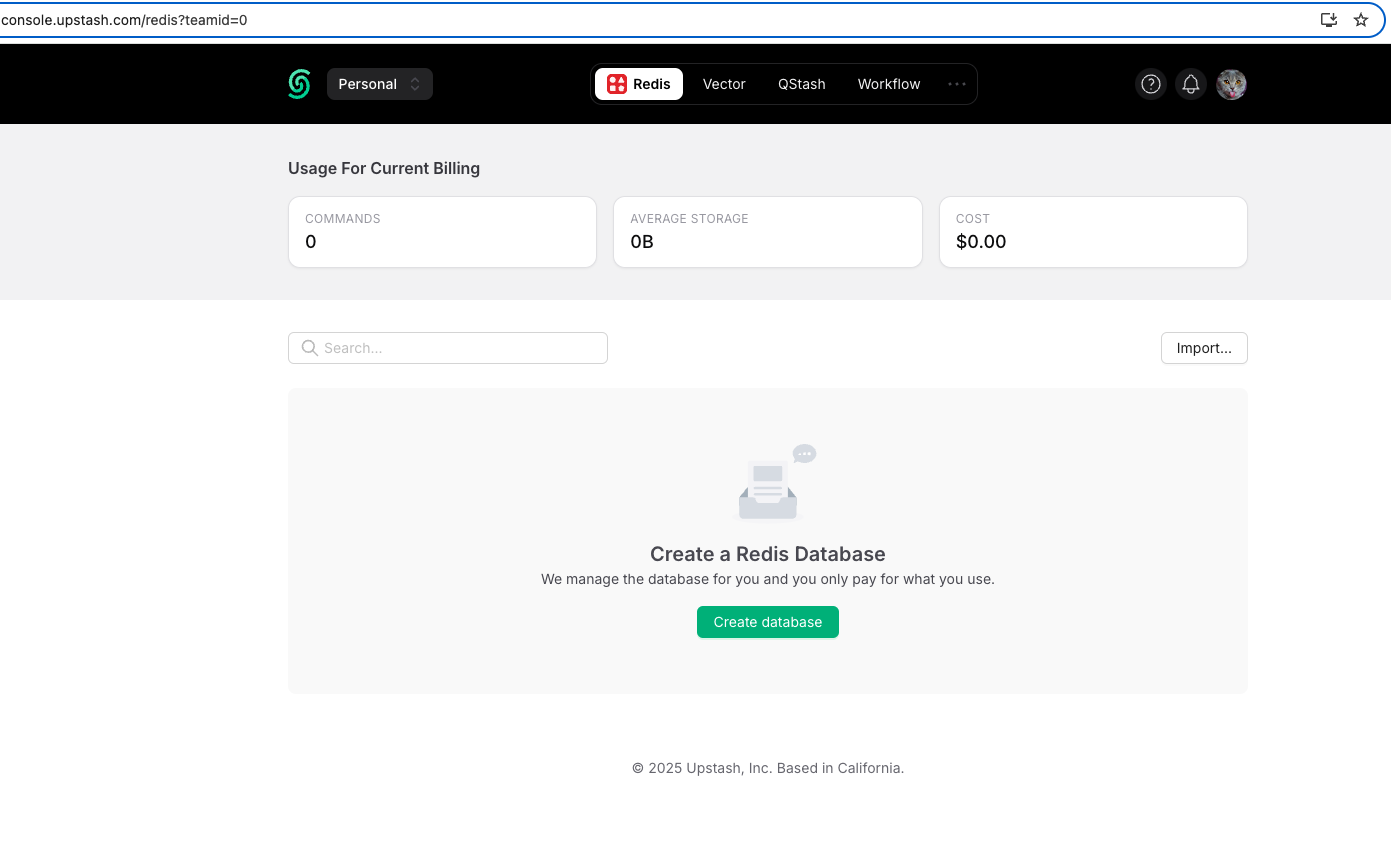 console.upstash.com/redis?teamid=0
Personal
Redis
Vector
QStash
Workflow
Usage For Current Billing
COMMANDS
0
AVERAGE STORAGE
0B
COST
$0.00
Search...
Import...
Create a Redis Database
We manage the database for you and you only pay for what you use.
Create database
© 2025 Upstash, Inc. Based in California.